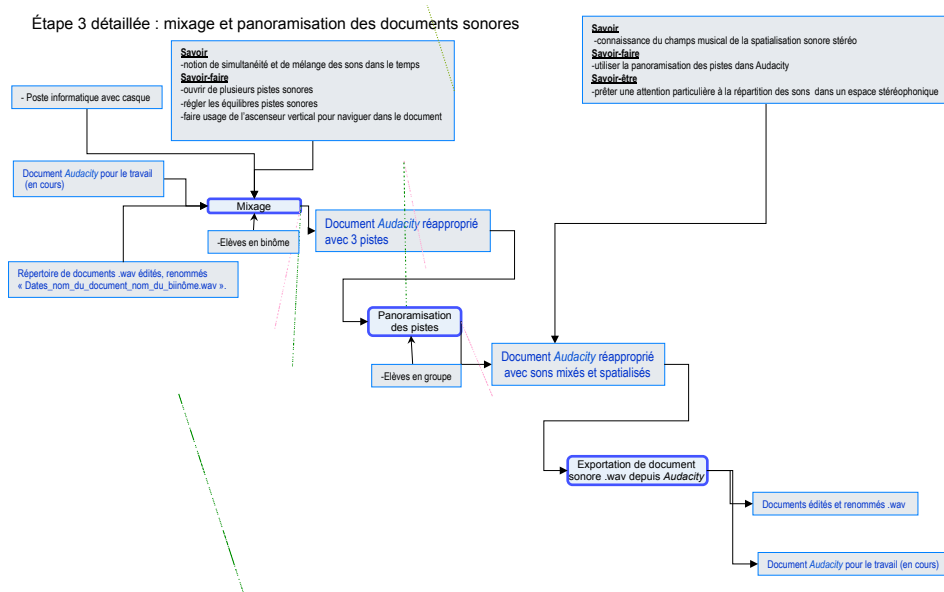 Étape 3 détaillée : mixage et panoramisation des documents sonores
Savoir
-notion de simultanéité et de mélange des sons dans le temps
Savoir-faire
-ouvrir de plusieurs pistes sonores
-régler les équilibres pistes sonores
-faire usage de l'ascenseur vertical pour naviguer dans le document
Savoir
-connaissance du champs musical de la spatialisation sonore stéréo
Savoir-faire
-utiliser la panoramisation des pistes dans Audacity
Savoir-être
-prêter une attention particulière à la répartition des sons dans un espace stéréophonique
- Poste informatique avec casque
Document Audacity pour le travail
(en cours)
Mixage
-Elèves en binôme
Document Audacity réapproprié
avec 3 pistes
Répertoire de documents .wav édités, renommés
« Dates_nom_du_document_nom_du_biinôme.wav ».
Panoramisation
des pistes
-Elèves en groupe
Document Audacity réapproprié
avec sons mixés et spatialisés
Exportation de document
sonore .wav depuis Audacity
Documents édités et renommés .wav
Document Audacity pour le travail (en cours)